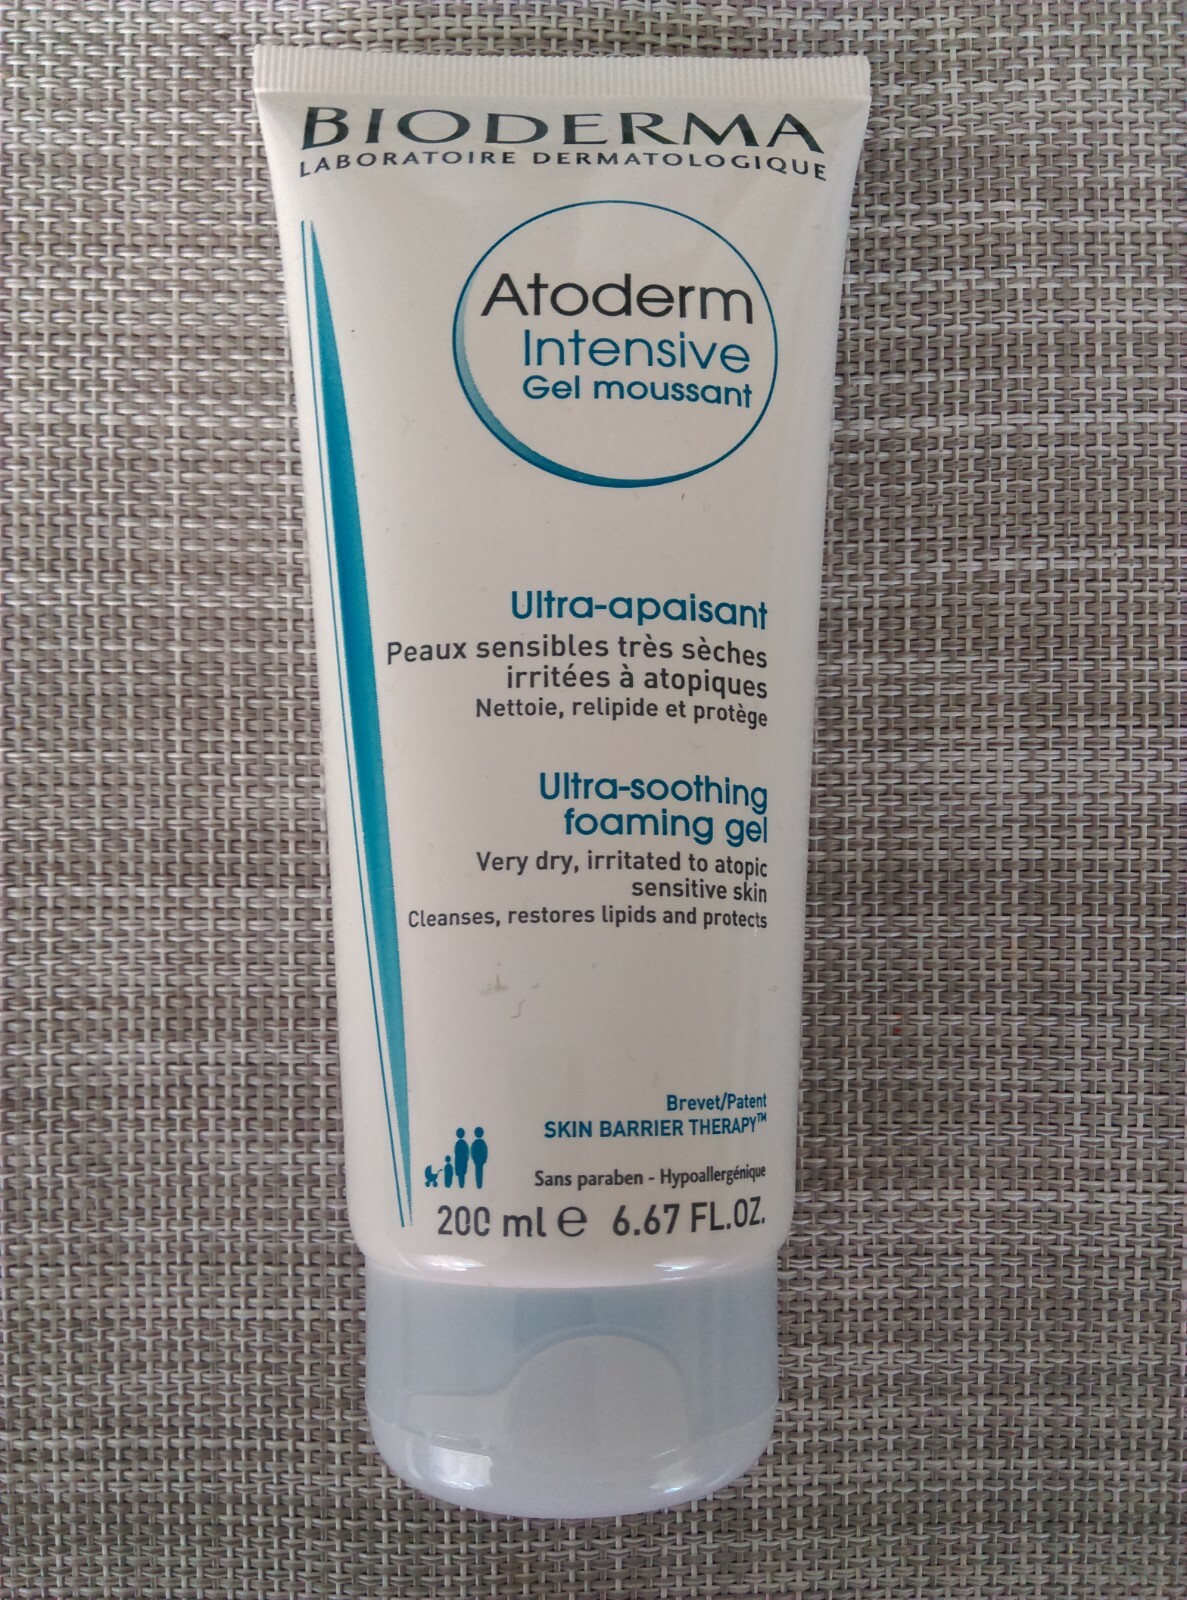 BIODERMA
LABORATOIRE DERMATOLOGIQUE
Atoderm
Intensive
Gel moussant
Ultra-apaisant
Peaux sensibles très sèches
irritées à atopiques
Nettoie, relipide et protège
Ultra-soothing
foaming gel
Very dry, irritated to atopic
sensitive skin
Cleanses, restores lipids and protects
Brevet/Patent
SKIN BARRIER THERAPY™
Sans paraben - Hypoallergénique
200 ml ℮ 6.67 FL.OZ.